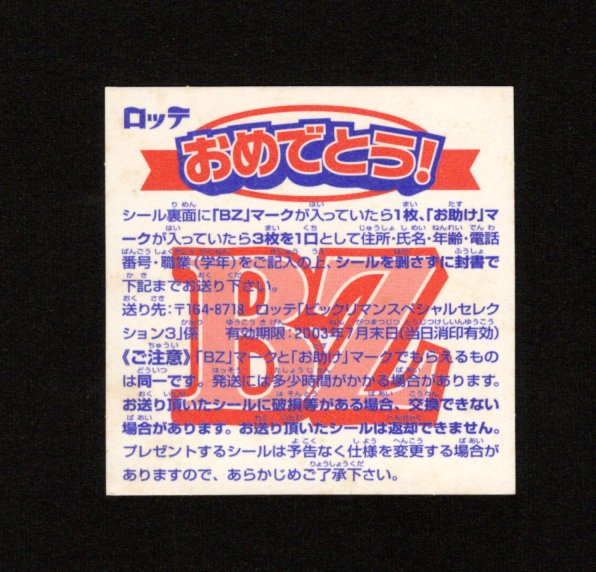 ロッテ
おめでとう!
シール裏面に「BZ」マークが入っていたら1枚、「お助け」マ
ークが入っていたら3枚を1口として住所・氏名・年齢・電話
番号・職業(学年)をご記入の上、シールを剥さずに封書で
下記までお送り下さい。
送り先:〒164-8718 ロッテ「ビックリマンスペシャルセレク
ション3」係 有効期限:2003年7月末日(当日消印有効)
《ご注意》「BZ」マークと「お助け」マークでもらえるもの
は同一です。発送には多少時間がかかる場合があります。
お送り頂いたシールに破損等がある場合、交換できない
場合があります。お送り頂いたシールは返却できません。
プレゼントするシールは予告なく仕様を変更する場合が
ありますので、あらかじめご了承下さい。
BZ